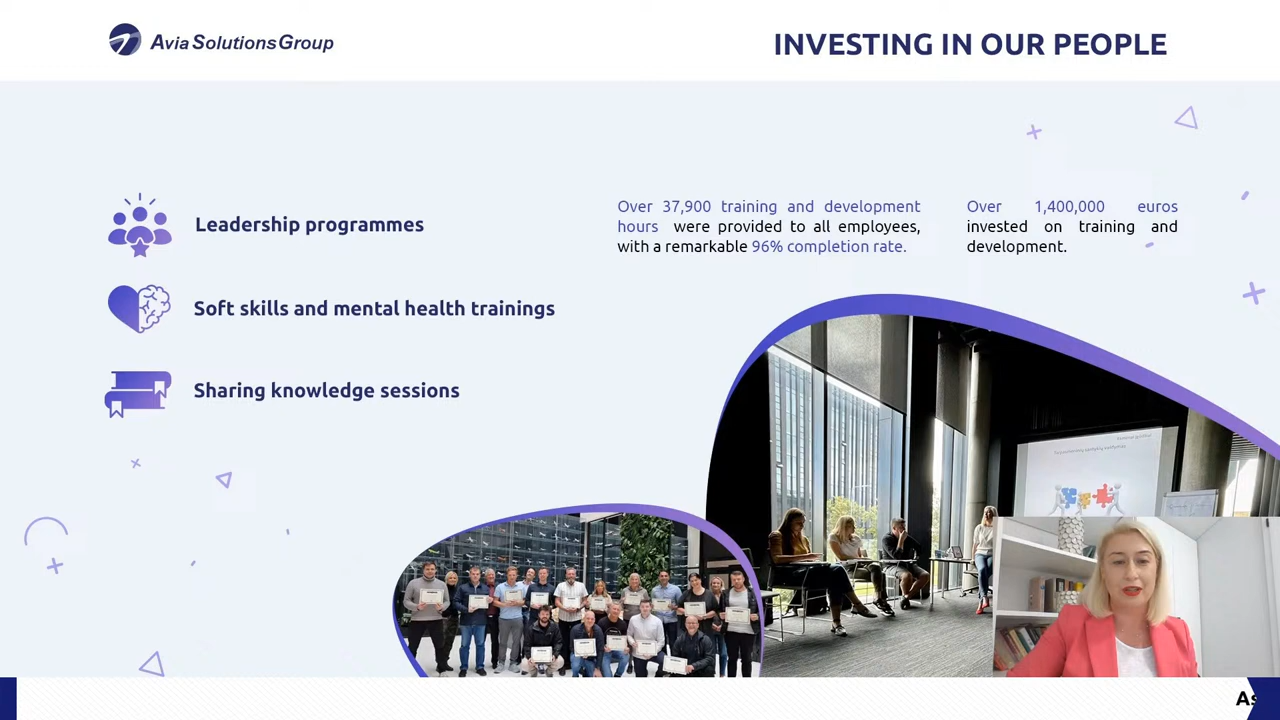 Avia Solutions Group
INVESTING IN OUR PEOPLE
Leadership programmes
Soft skills and mental health trainings
Sharing knowledge sessions
Over 37,900 training and development
hours were provided to all employees,
with a remarkable 96% completion rate.
Over 1,400,000 euros
invested on training and
development.
As